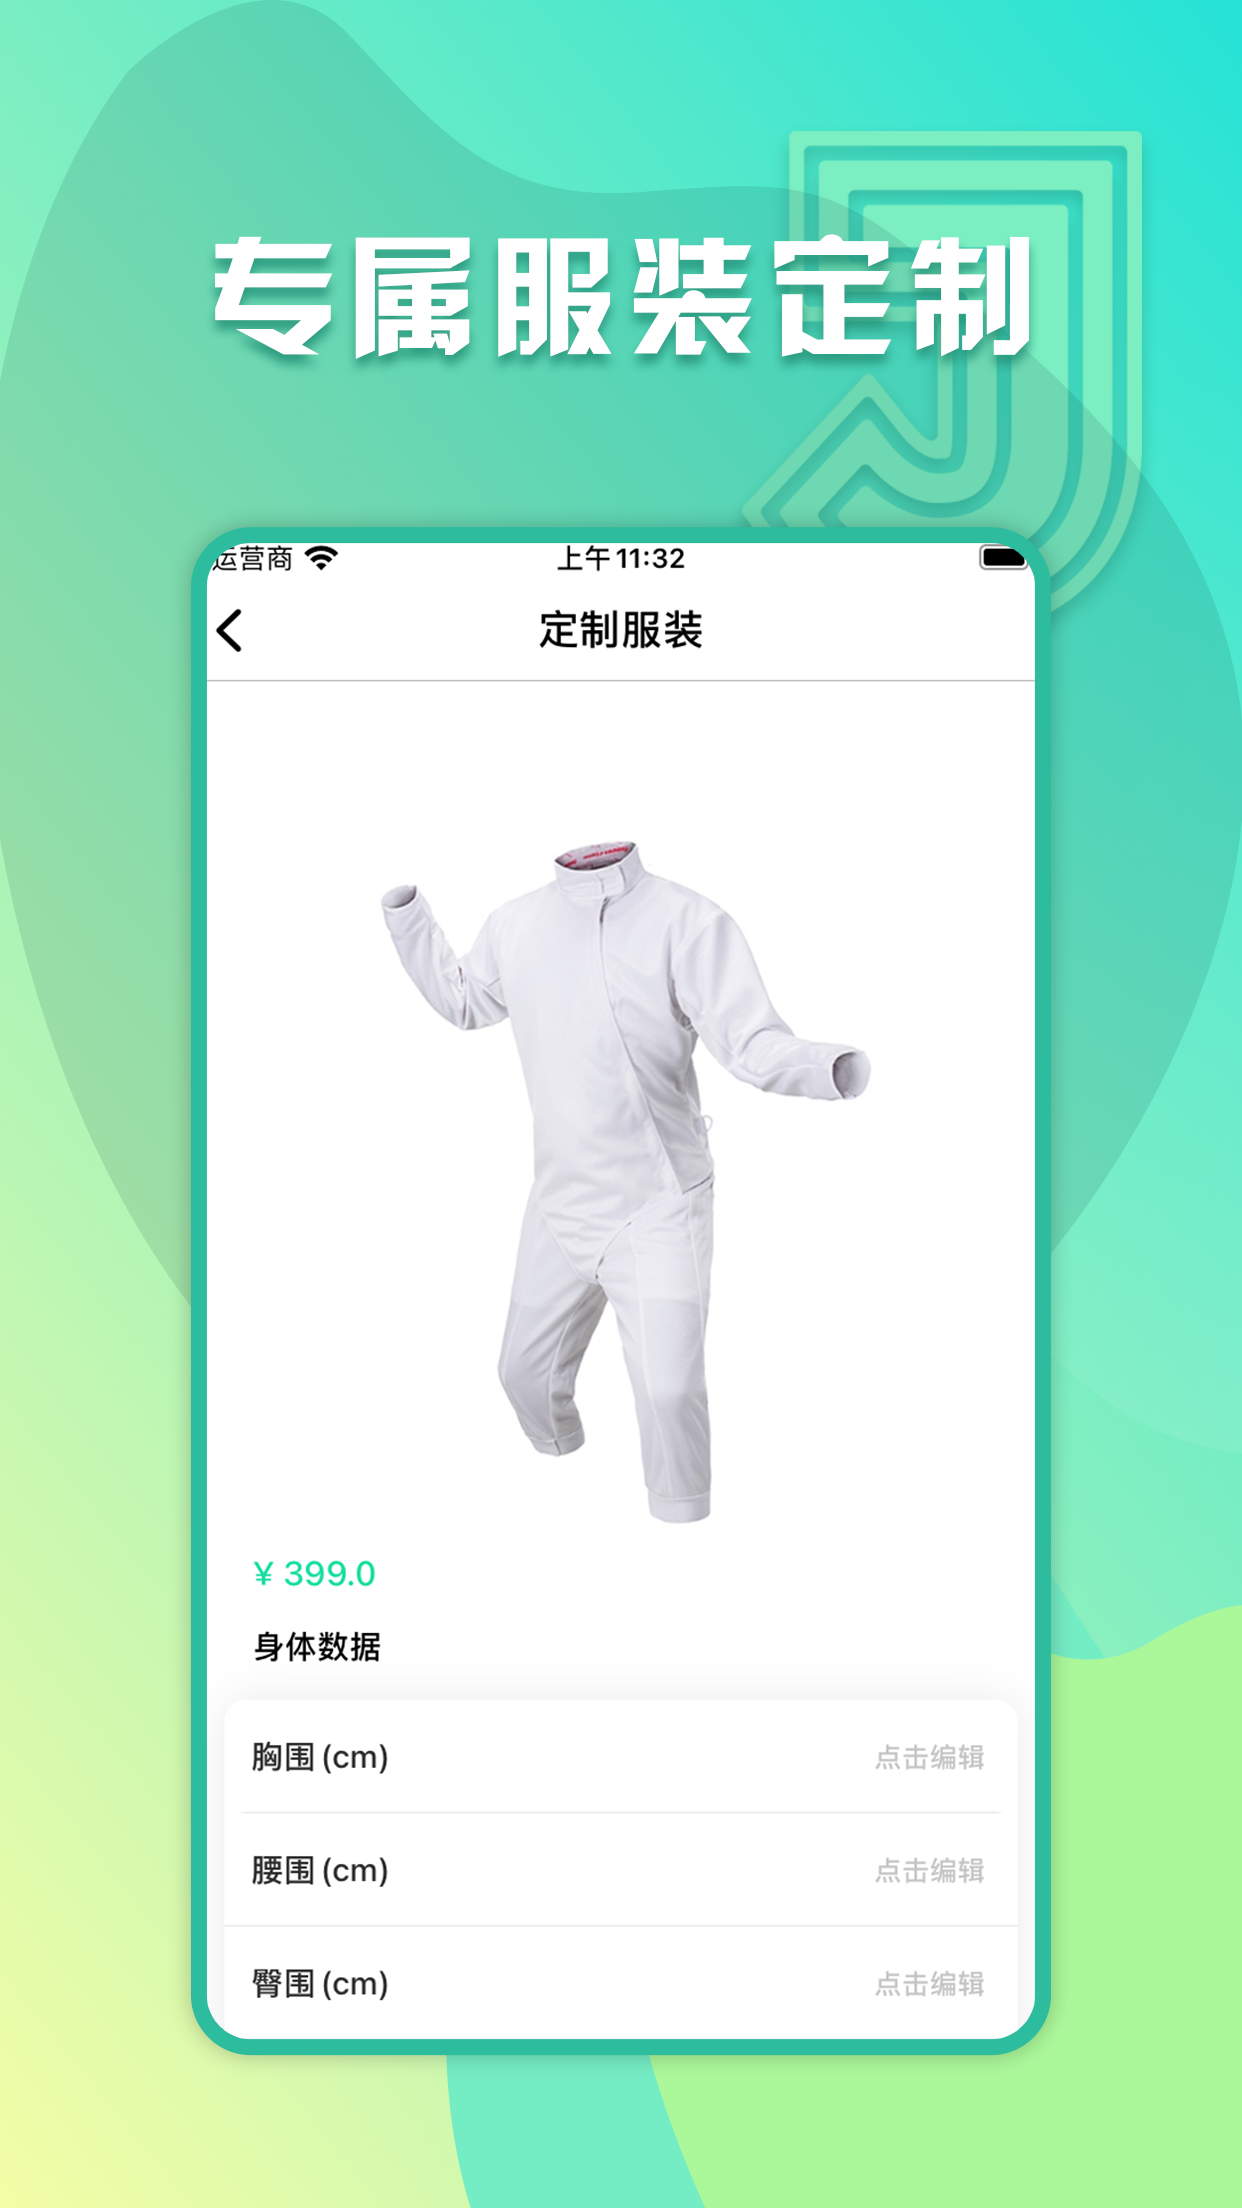 专属服装定制
运营商 上午11:32
定制服装
¥ 399.0
身体数据
胸围(cm) 点击编辑
腰围(cm) 点击编辑
臀围(cm) 点击编辑